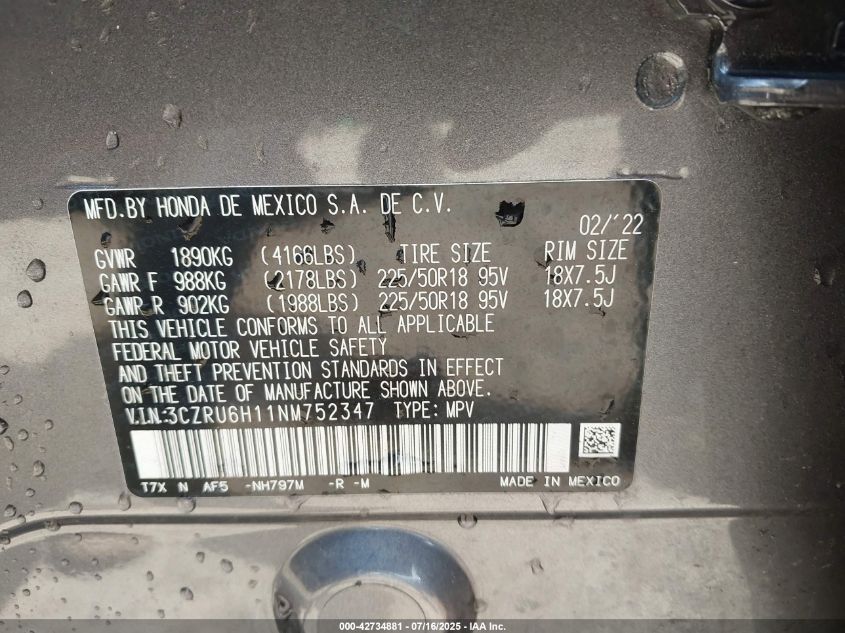 MFD.BY HONDA DE MEXICO S.A. DE C.V.
02/'22
GVWR 1890KG (4166LBS) TIRE SIZE RIM SIZE
GAWR F 988KG (2178LBS) 225/50R18 95V 18X7.5J
GAWR R 902KG (1988LBS) 225/50R18 95V 18X7.5J
THIS VEHICLE CONFORMS TO ALL APPLICABLE
FEDERAL MOTOR VEHICLE SAFETY
AND THEFT PREVENTION STANDARDS IN EFFECT
ON THE DATE OF MANUFACTURE SHOWN ABOVE.
V.I.N:3CZRU6H11NM752347 TYPE: MPV
T7X N AF5 -NH797M -R -M MADE IN MEXICO
000-42734881 | 07/16/2025 | IAA Inc.